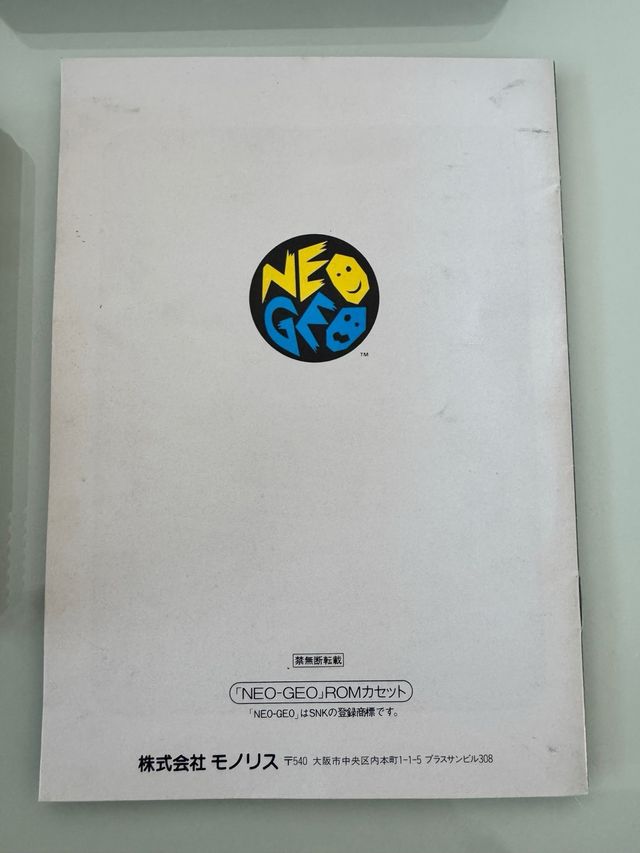 NEO
GEO
™
禁無断転載
「NEO-GEO」ROMカセット
「NEO-GEO」はSNKの登録商標です。
株式会社 モノリス 〒540 大阪市中央区内本町1-1-5 プラスサンビル308